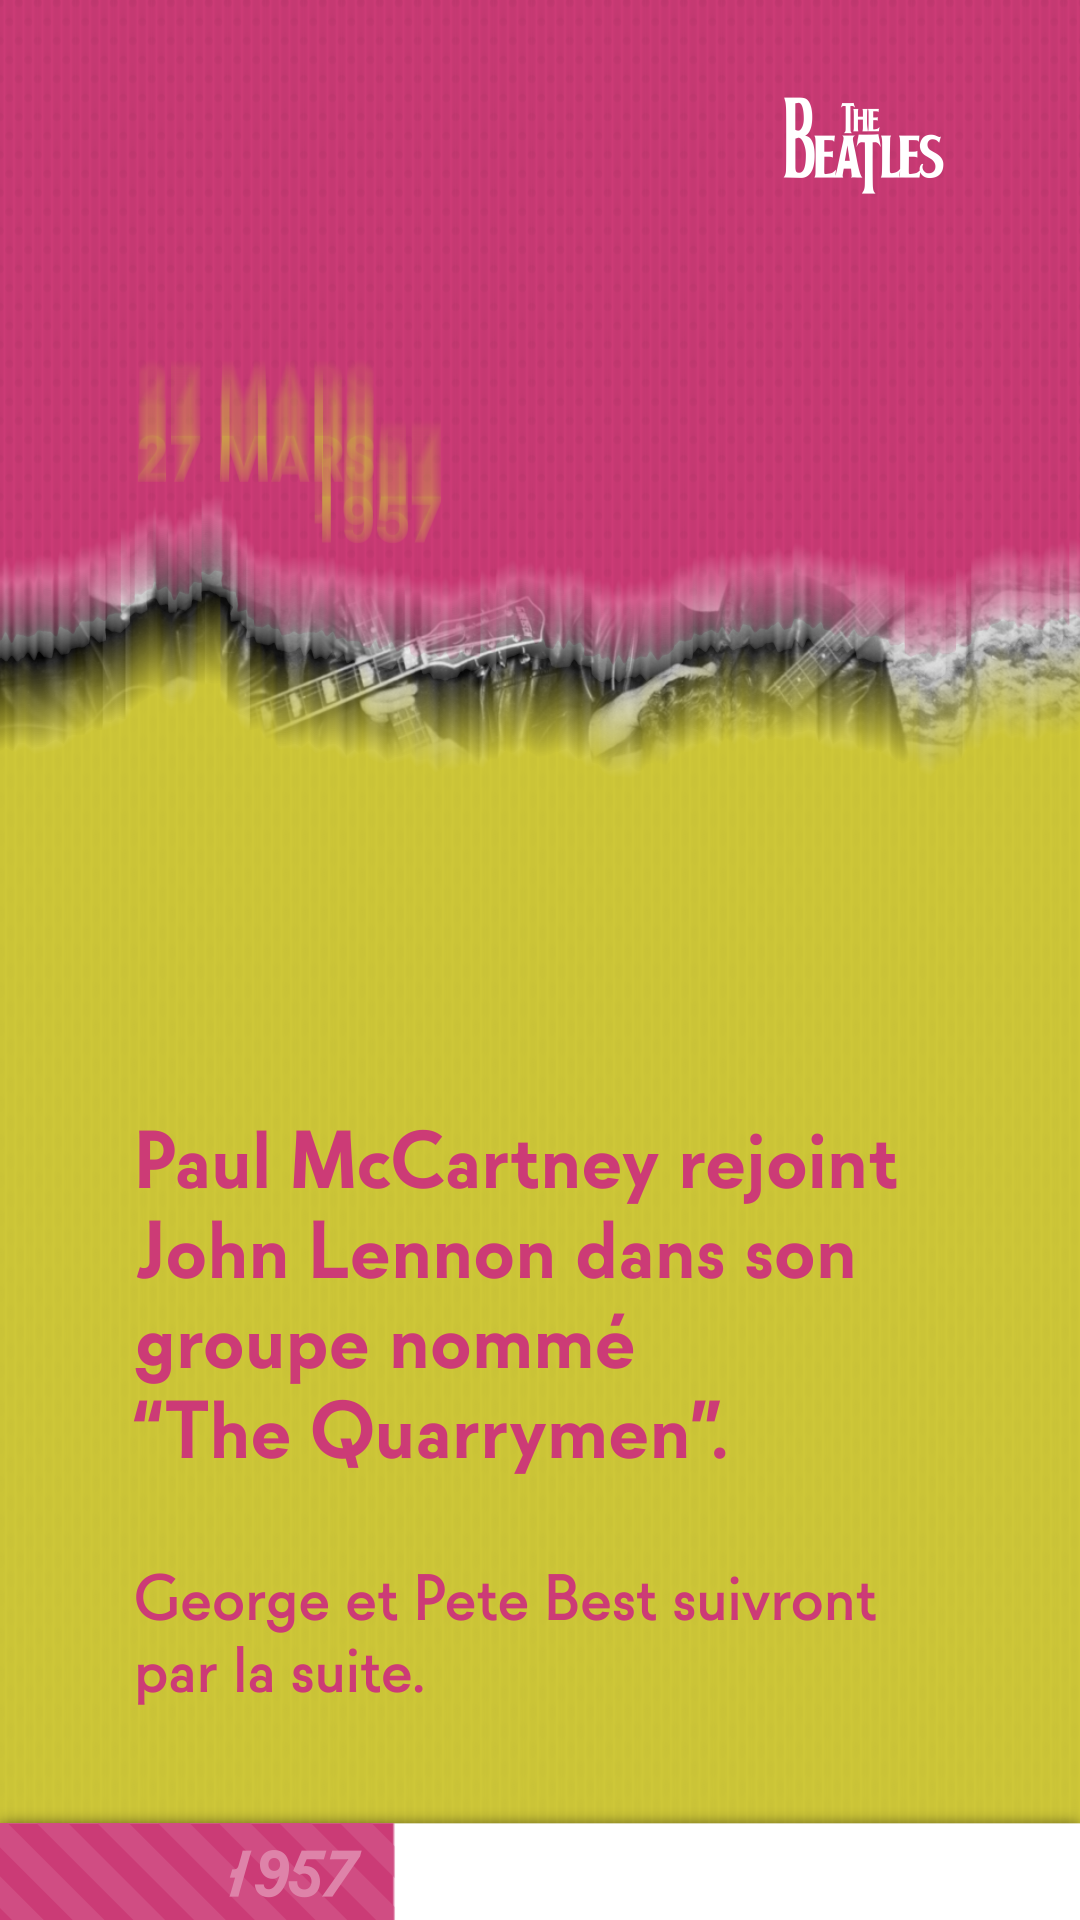 THE
BEATLES
27 MARS
1957
Paul McCartney rejoint
John Lennon dans son
groupe nommé
“The Quarrymen”.
George et Pete Best suivront
par la suite.
1957